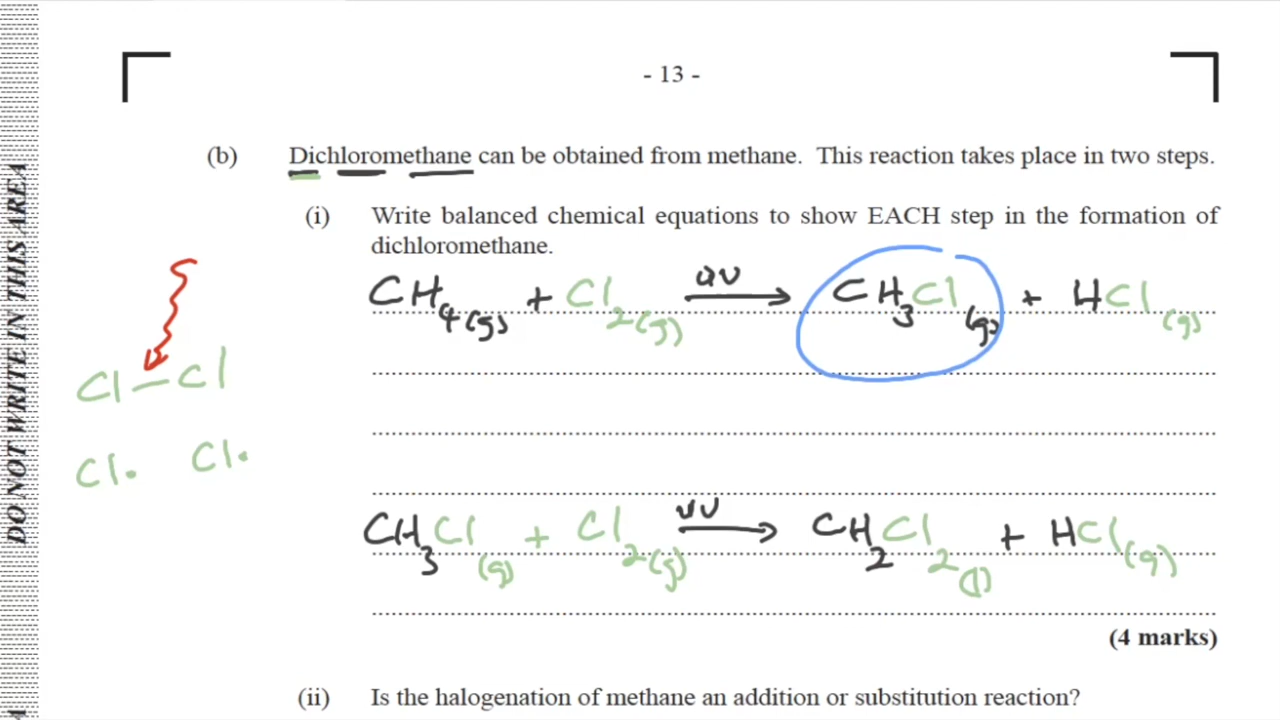 - 13 -
(b) Dichloromethane can be obtained from methane. This reaction takes place in two steps.
(i) Write balanced chemical equations to show EACH step in the formation of
dichloromethane.
CH4(g) + Cl2(g) UV→ CH3Cl(g) + HCl(g)
Cl—Cl
Cl. Cl.
CH3Cl(g) + Cl2(g) UV→ CH2Cl2(l) + HCl(g)
(4 marks)
(ii) Is the halogenation of methane an addition or substitution reaction?
DO NOT WRITE IN THIS AREA